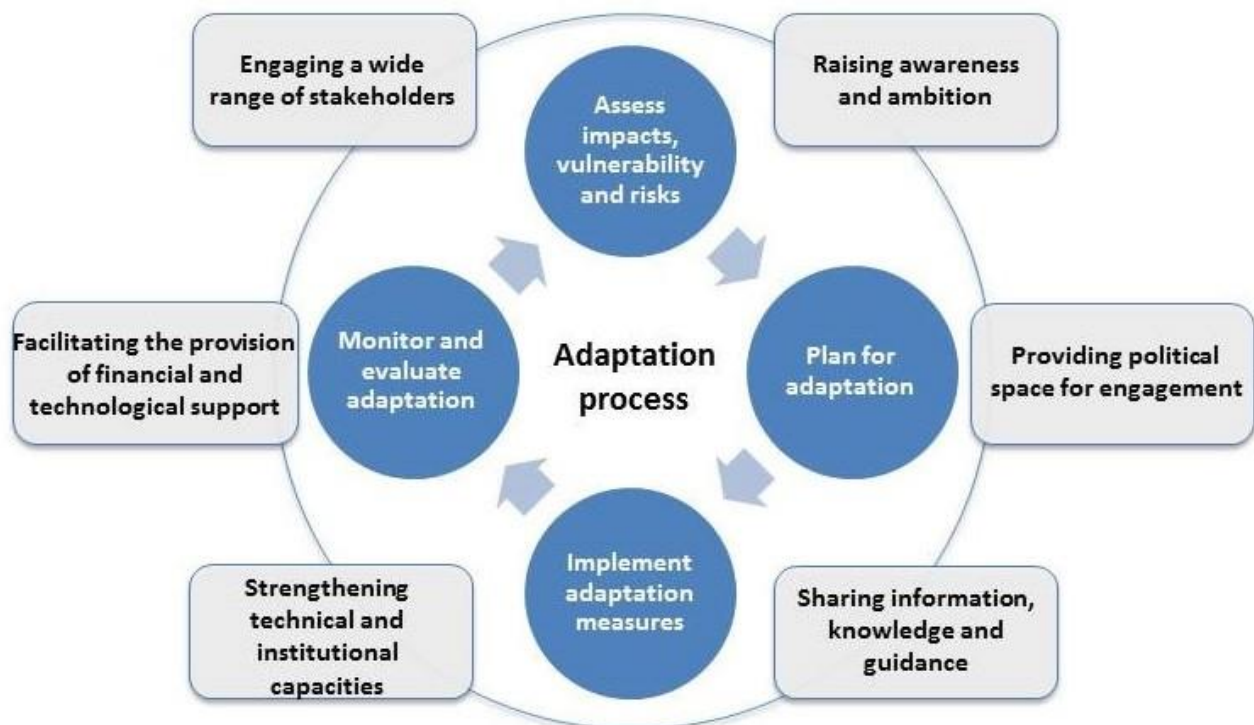 Engaging a wide
range of stakeholders
Raising awareness
and ambition
Assess
impacts,
vulnerability
and risks
Facilitating the provision
of financial and
technological support
Monitor and
evaluate
adaptation
Adaptation
process
Plan for
adaptation
Providing political
space for engagement
Strengthening
technical and
institutional
capacities
Implement
adaptation
measures
Sharing information,
knowledge and
guidance